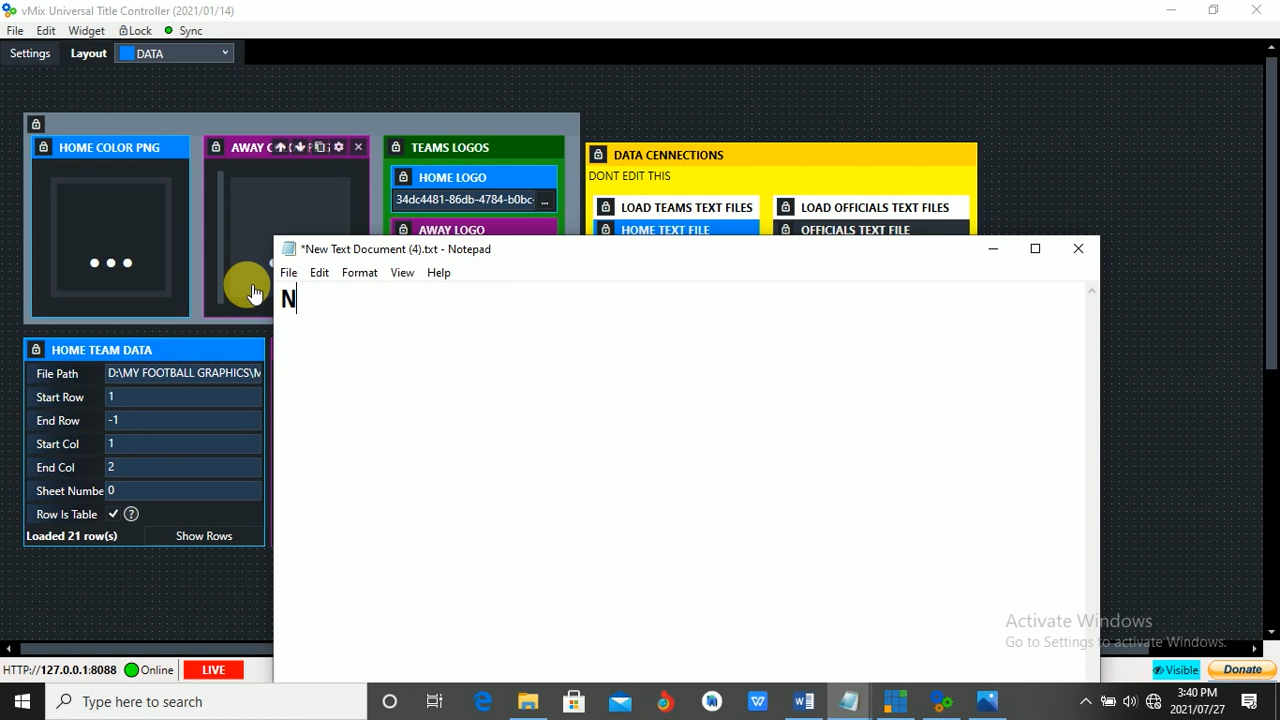 vMix Universal Title Controller (2021/01/14)
File Edit Widget Lock Sync
Settings Layout DATA
HOME COLOR PNG
TEAMS LOGOS
HOME LOGO
34dc4481-86db-4784-b0bc- ...
AWAY LOGO
DATA CENNECTIONS
DONT EDIT THIS
LOAD TEAMS TEXT FILES LOAD OFFICIALS TEXT FILES
HOME TEXT FILE OFFICIALS TEXT FILE
AWAY
*New Text Document (4).txt - Notepad
File Edit Format View Help
N
HOME TEAM DATA
File Path D:\MY FOOTBALL GRAPHICS\M
Start Row 1
End Row -1
Start Col 1
End Col 2
Sheet Numbe 0
Row Is Table ?
Loaded 21 row(s) Show Rows
Activate Windows
Go to Settings to activate Windows.
HTTP://127.0.0.1:8088 Online LIVE Visible Donate
Type here to search
3:40 PM
2021/07/27